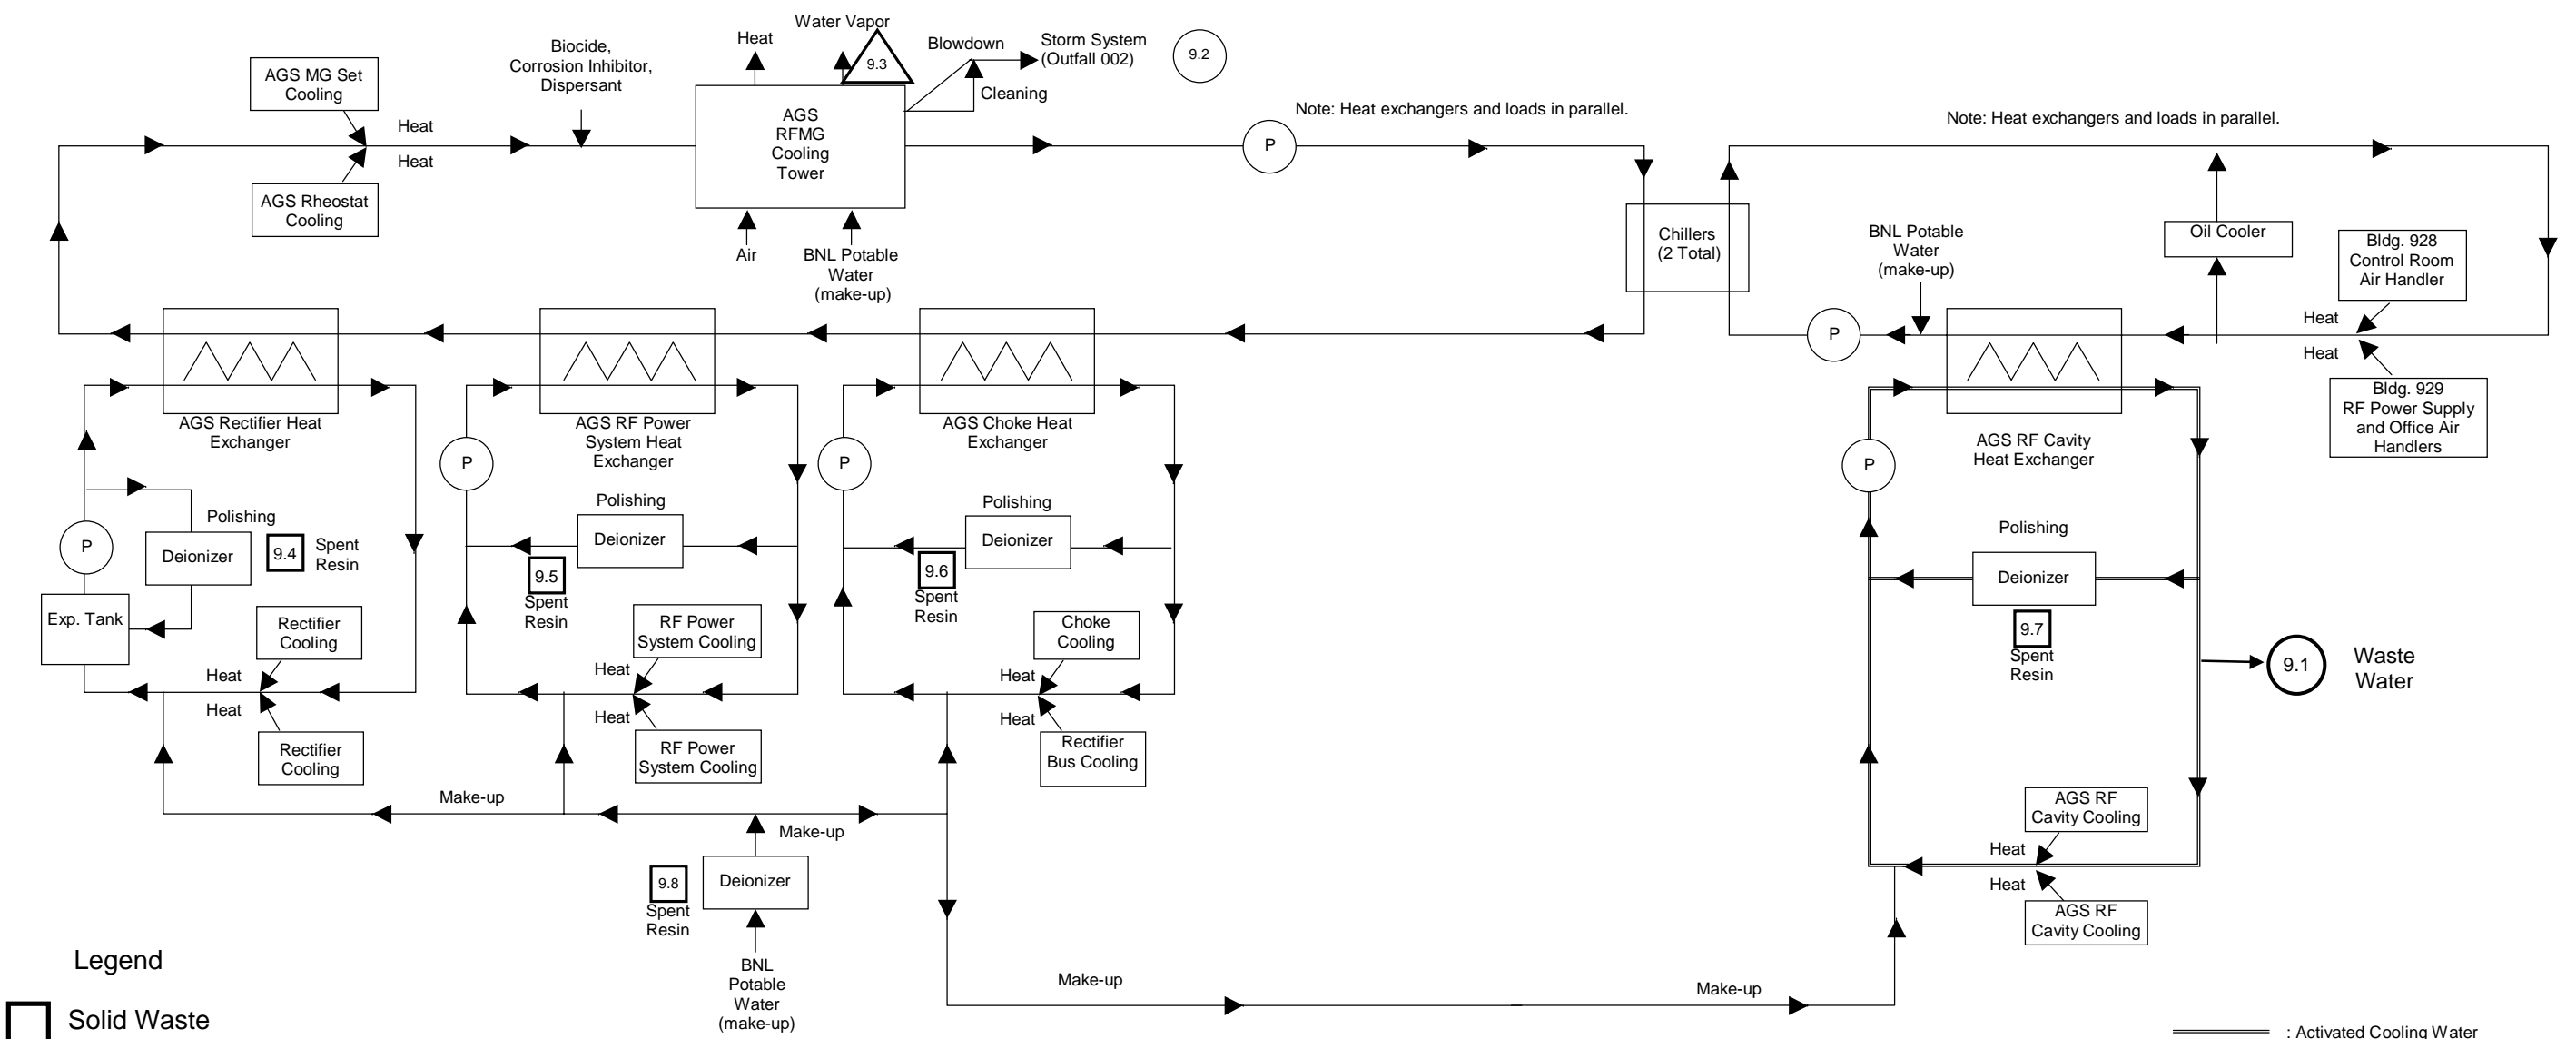 Water Vapor
Heat
9.3
Blowdown
Storm System
(Outfall 002)
9.2
Cleaning
Biocide,
Corrosion Inhibitor,
Dispersant
AGS MG Set
Cooling
Heat
Heat
AGS Rheostat
Cooling
AGS
RFMG
Cooling
Tower
P
Note: Heat exchangers and loads in parallel.
Note: Heat exchangers and loads in parallel.
Air
BNL Potable
Water
(make-up)
Chillers
(2 Total)
BNL Potable
Water
(make-up)
Oil Cooler
Bldg. 928
Control Room
Air Handler
Heat
Heat
P
Bldg. 929
RF Power Supply
and Office Air
Handlers
AGS Rectifier Heat
Exchanger
AGS RF Power
System Heat
Exchanger
AGS Choke Heat
Exchanger
AGS RF Cavity
Heat Exchanger
P
Polishing
Deionizer
9.4
Spent
Resin
Exp. Tank
Rectifier
Cooling
Heat
Heat
Rectifier
Cooling
P
Polishing
Deionizer
9.5
Spent
Resin
RF Power
System Cooling
Heat
Heat
RF Power
System Cooling
P
Polishing
Deionizer
9.6
Spent
Resin
Choke
Cooling
Heat
Heat
Rectifier
Bus Cooling
P
Polishing
Deionizer
9.7
Spent
Resin
9.1
Waste
Water
AGS RF
Cavity Cooling
Heat
Heat
AGS RF
Cavity Cooling
Make-up
Make-up
Deionizer
9.8
Spent
Resin
BNL
Potable
Water
(make-up)
Make-up
Make-up
Legend
Solid Waste
: Activated Cooling Water